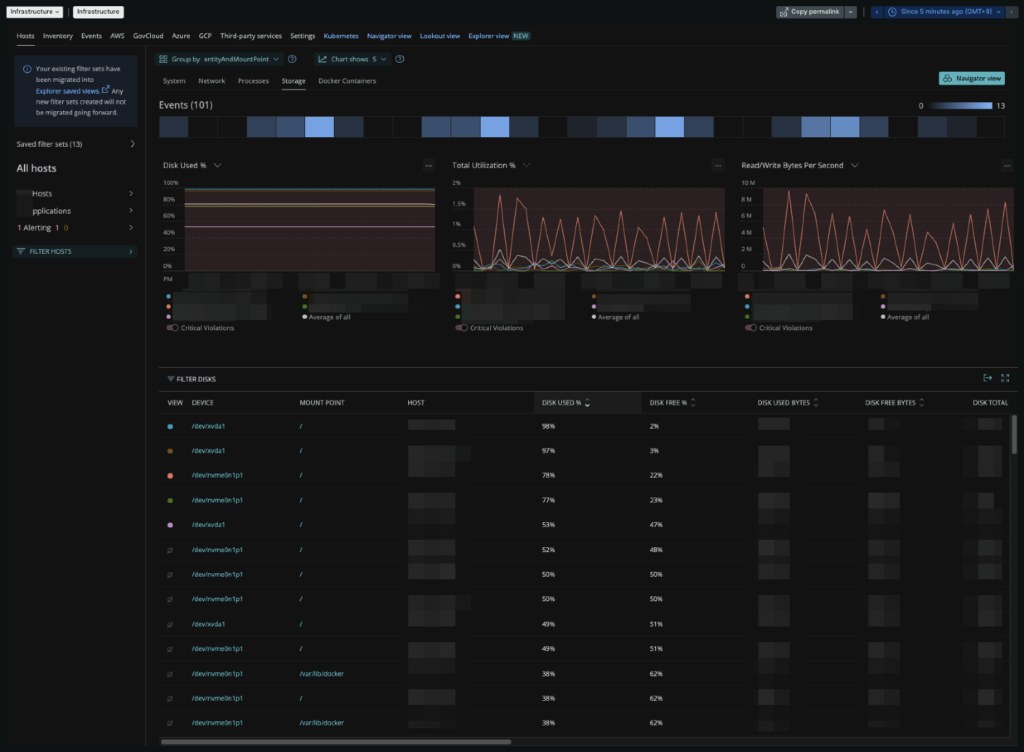 Infrastructure
Infrastructure
Copy permalink
Since 5 minutes ago (GMT+9)
Hosts Inventory Events AWS GovCloud Azure GCP Third-party services Settings Kubernetes Navigator view Lookout view Explorer view NEW
Your existing filter sets have
been migrated into
Explorer saved views. Any
new filter sets created will not
be migrated going forward.
Saved filter sets (13)
All hosts
Hosts
pplications
1 Alerting 1 0
FILTER HOSTS
Group by entityAndMountPoint
Chart shows 5
System Network Processes Storage Docker Containers
Navigator view
Events (101)
0 13
Disk Used %
100%
80%
60%
40%
20%
0%
PM
Average of all
Critical Violations
Total Utilization %
2%
1.5%
1%
0.5%
0%
Average of all
Critical Violations
Read/Write Bytes Per Second
10 M
8 M
6 M
4 M
2 M
0
Average of all
Critical Violations
FILTER DISKS
VIEW DEVICE MOUNT POINT HOST DISK USED % DISK FREE % DISK USED BYTES DISK FREE BYTES DISK TOTAL
/dev/xvda1 / 98% 2%
/dev/xvda1 / 97% 3%
/dev/nvme0n1p1 / 78% 22%
/dev/nvme0n1p1 / 77% 23%
/dev/xvda1 / 53% 47%
/dev/nvme0n1p1 / 52% 48%
/dev/nvme0n1p1 / 50% 50%
/dev/nvme0n1p1 / 50% 50%
/dev/xvda1 / 49% 51%
/dev/nvme0n1p1 / 49% 51%
/dev/nvme0n1p1 /var/lib/docker 38% 62%
/dev/nvme0n1p1 / 38% 62%
/dev/nvme0n1p1 /var/lib/docker 38% 62%